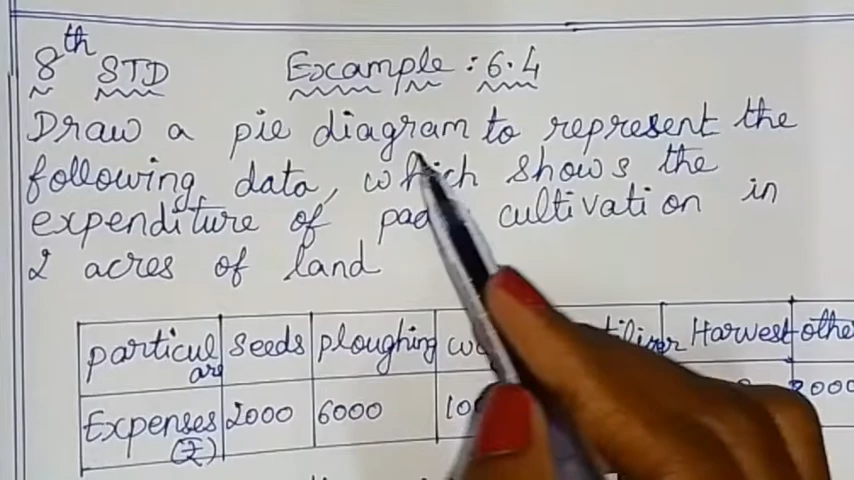 8th STD Example : 6.4
Draw a pie diagram to represent the
following data, which shows the
expenditure of cultivation in
2 acres of land
particulars seeds ploughing Harvest
Expenses (₹) 2000 6000